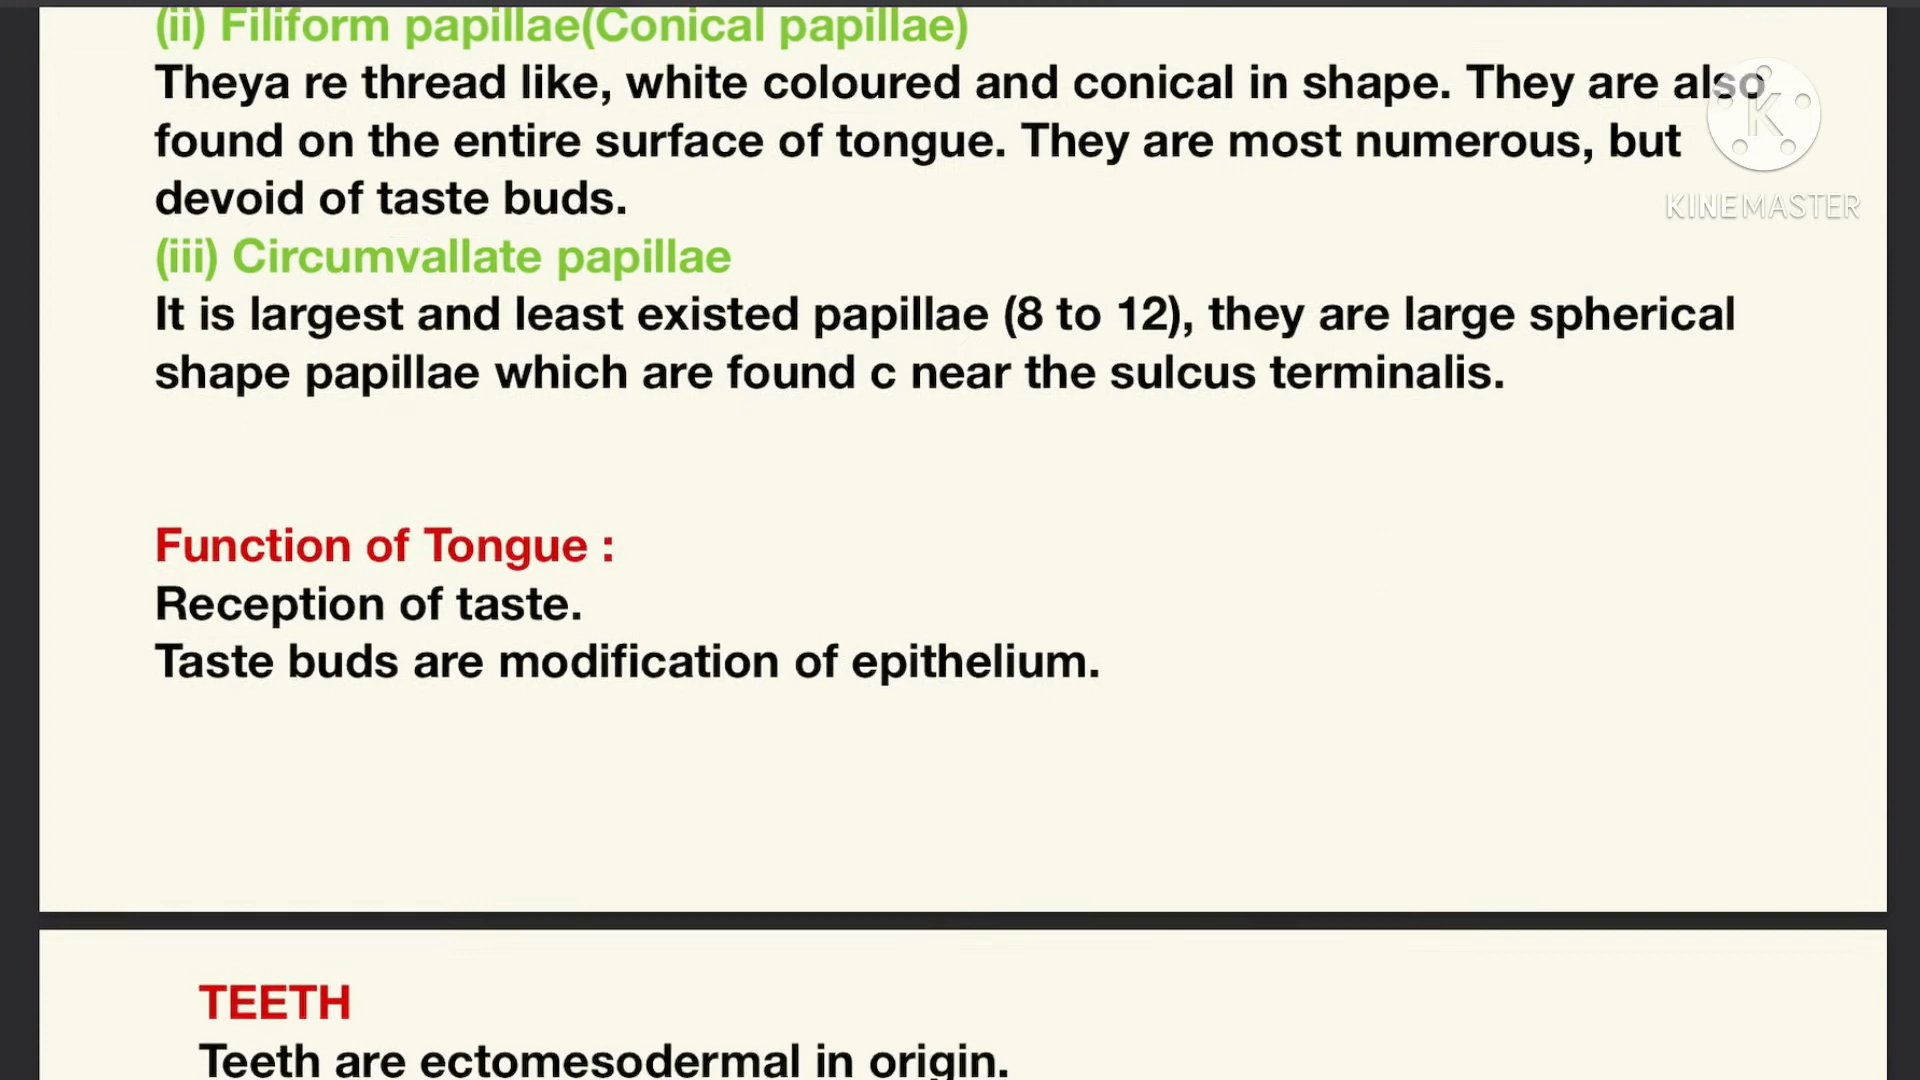 (ii) Filiform papillae(Conical papillae)
Theya re thread like, white coloured and conical in shape. They are also
found on the entire surface of tongue. They are most numerous, but
devoid of taste buds.
(iii) Circumvallate papillae
It is largest and least existed papillae (8 to 12), they are large spherical
shape papillae which are found c near the sulcus terminalis.
Function of Tongue :
Reception of taste.
Taste buds are modification of epithelium.
TEETH
Teeth are ectomesodermal in origin.
K
KINEMASTER